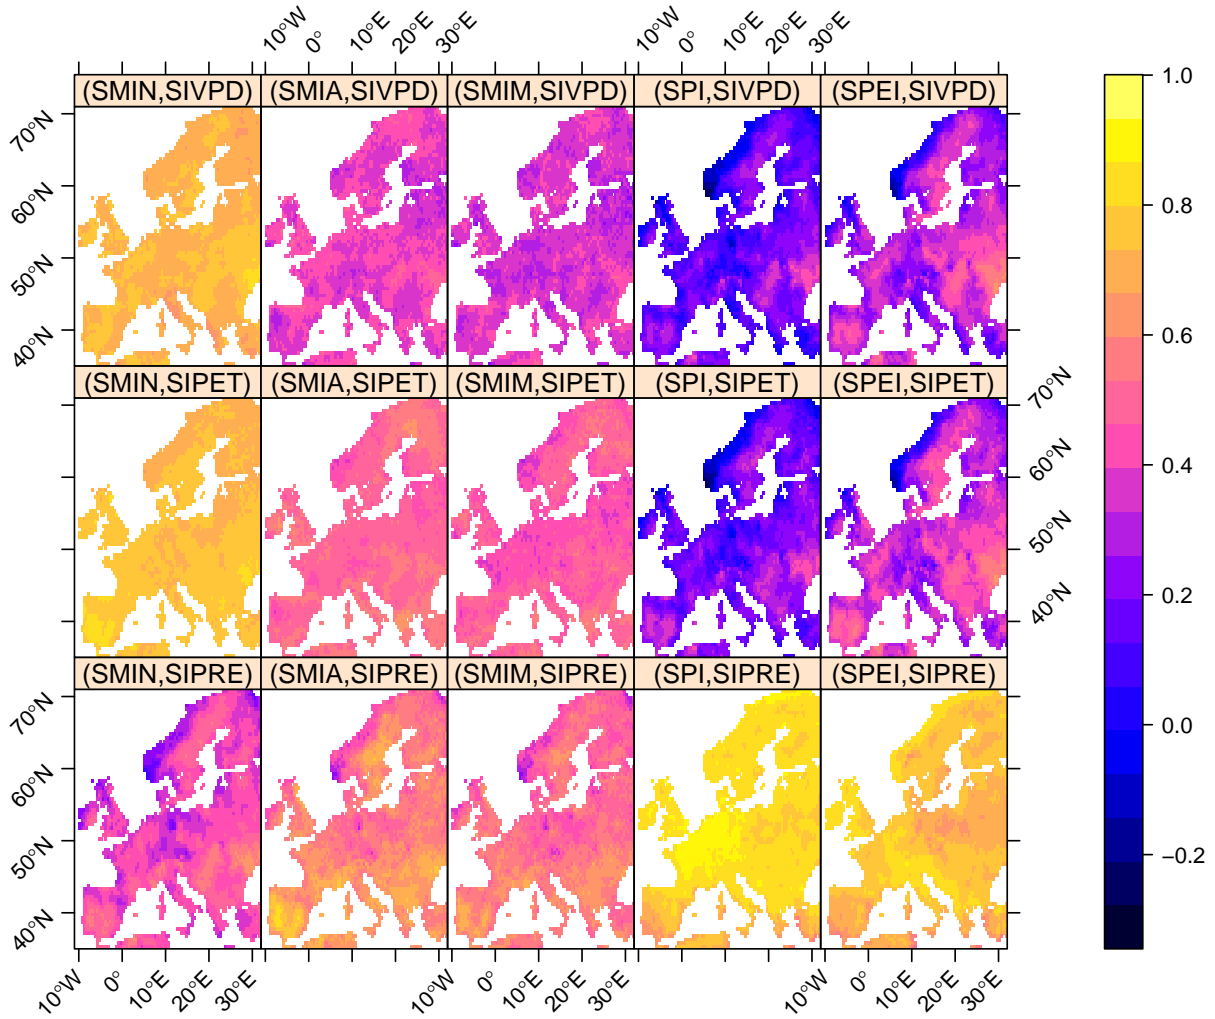 10°W 0° 10°E 20°E 30°E 10°W 0° 10°E 20°E 30°E
1.0
(SMIN,SIVPD) (SMIA,SIVPD) (SMIM,SIVPD) (SPI,SIVPD) (SPEI,SIVPD)
70°N
60°N
0.8
50°N
40°N
0.6
(SMIN,SIPET) (SMIA,SIPET) (SMIM,SIPET) (SPI,SIPET) (SPEI,SIPET)
70°N
60°N
0.4
50°N
40°N
0.2
(SMIN,SIPRE) (SMIA,SIPRE) (SMIM,SIPRE) (SPI,SIPRE) (SPEI,SIPRE)
70°N
0.0
60°N
50°N
−0.2
40°N
10°W 0° 10°E 20°E 30°E 10°W 0° 10°E 20°E 30°E 10°W 0° 10°E 20°E 30°E